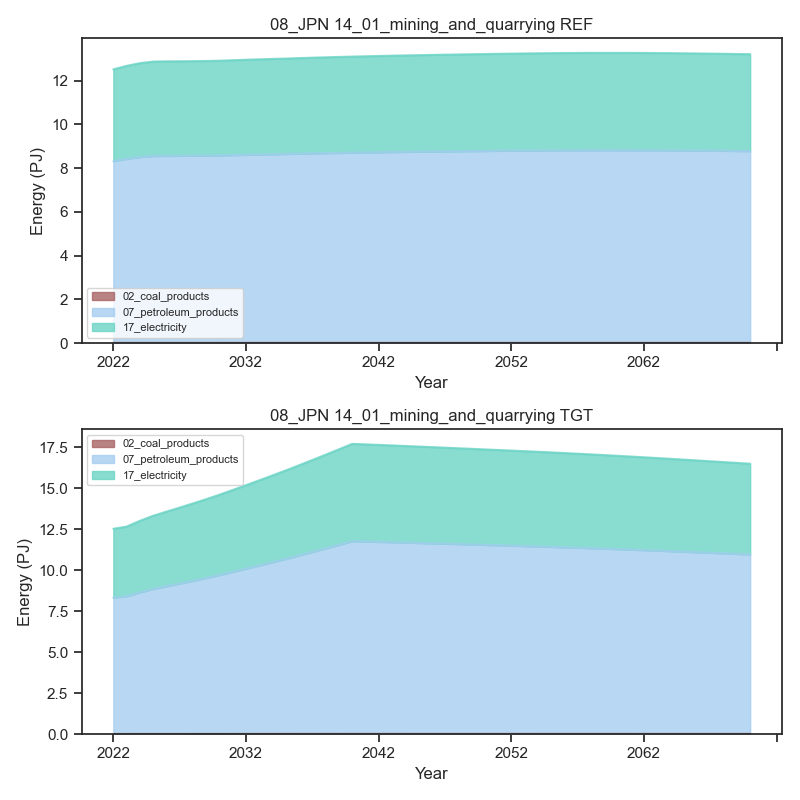 08_JPN 14_01_mining_and_quarrying REF
12
10
8
6
4
2
0
Energy (PJ)
02_coal_products
07_petroleum_products
17_electricity
2022 2032 2042 2052 2062
Year
08_JPN 14_01_mining_and_quarrying TGT
17.5
15.0
12.5
10.0
7.5
5.0
2.5
0.0
Energy (PJ)
02_coal_products
07_petroleum_products
17_electricity
2022 2032 2042 2052 2062
Year